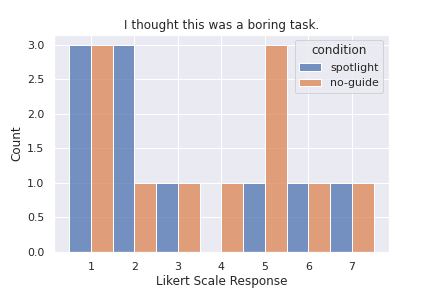 I thought this was a boring task.
condition
spotlight
no-guide
Count
3.0
2.5
2.0
1.5
1.0
0.5
0.0
1 2 3 4 5 6 7
Likert Scale Response